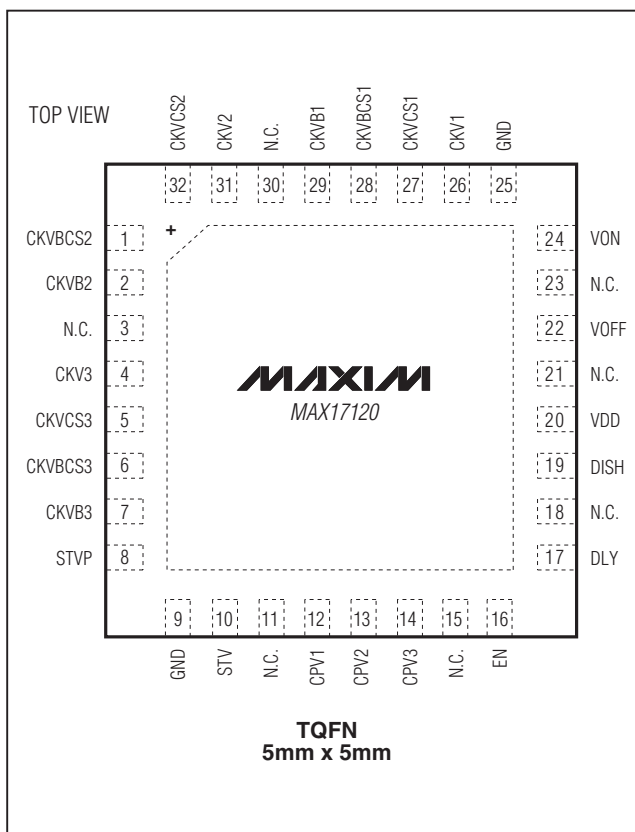 TOP VIEW
CKVCS2
CKV2
N.C.
CKVB1
CKVBCS1
CKVCS1
CKV1
GND
32 31 30 29 28 27 26 25
+
CKVBCS2 1
CKVB2 2
N.C. 3
CKV3 4
CKVCS3 5
CKVBCS3 6
CKVB3 7
STVP 8
24 VON
23 N.C.
22 VOFF
21 N.C.
20 VDD
19 DISH
18 N.C.
17 DLY
MAXIM
MAX17120
9 10 11 12 13 14 15 16
GND
STV
N.C.
CPV1
CPV2
CPV3
N.C.
EN
TQFN
5mm x 5mm